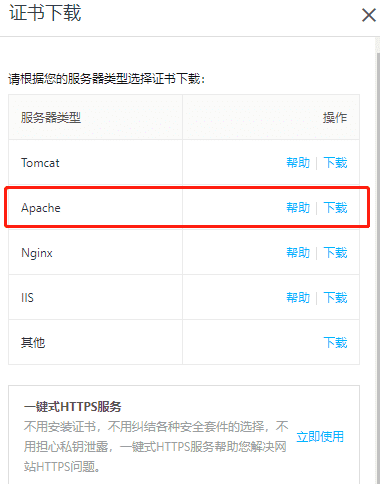 证书下载
请根据您的服务器类型选择证书下载：
服务器类型 操作
Tomcat 帮助 | 下载
Apache 帮助 | 下载
Nginx 帮助 | 下载
IIS 帮助 | 下载
其他 下载
一键式HTTPS服务
不用安装证书，不用纠结各种安全套件的选择，不
用担心私钥泄露，一键式HTTPS服务帮助您解决网
站HTTPS问题。
立即使用